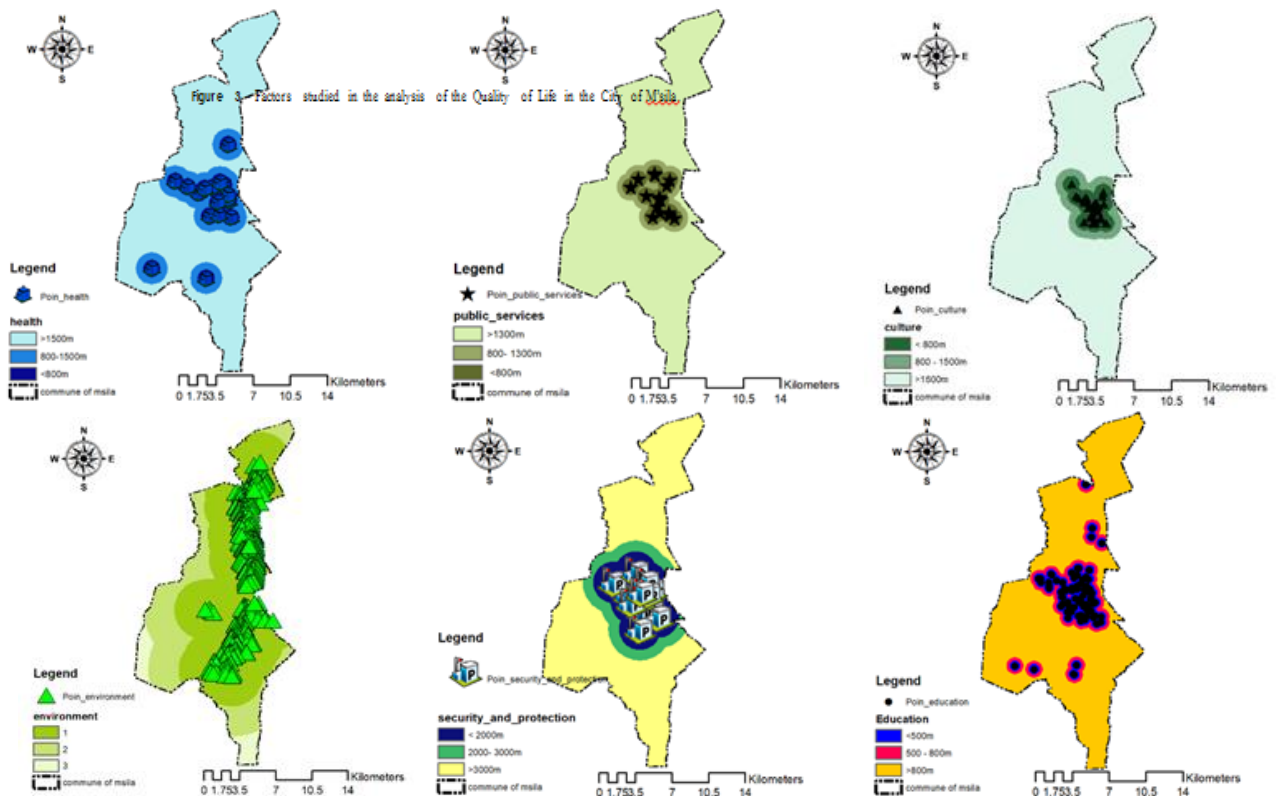 N
W E
S
Figure 3. Factors studied in the analysis of the Quality of Life in the City of M'sila.
Legend
Poin_health
health
>1500m
800-1500m
<800m
commune of msila
Kilometers
0 1.753.5 7 10.5 14
N
W E
S
Legend
Poin_public_services
public_services
>1300m
800- 1300m
<800m
commune of msila
Kilometers
0 1.753.5 7 10.5 14
N
W E
S
Legend
Poin_culture
culture
< 800m
800 - 1500m
>1500m
commune of msila
Kilometers
0 1.753.5 7 10.5 14
N
W E
S
Legend
Poin_environment
environment
1
2
3
commune of msila
Kilometers
0 1.753.5 7 10.5 14
N
W E
S
P P P P
Legend
P
Poin_security_and_protection
security_and_protection
< 2000m
2000- 3000m
>3000m
commune of msila
Kilometers
0 1.753.5 7 10.5 14
N
W E
S
Legend
Poin_education
Education
<500m
500 - 800m
>800m
commune of msila
Kilometers
0 1.753.5 7 10.5 14